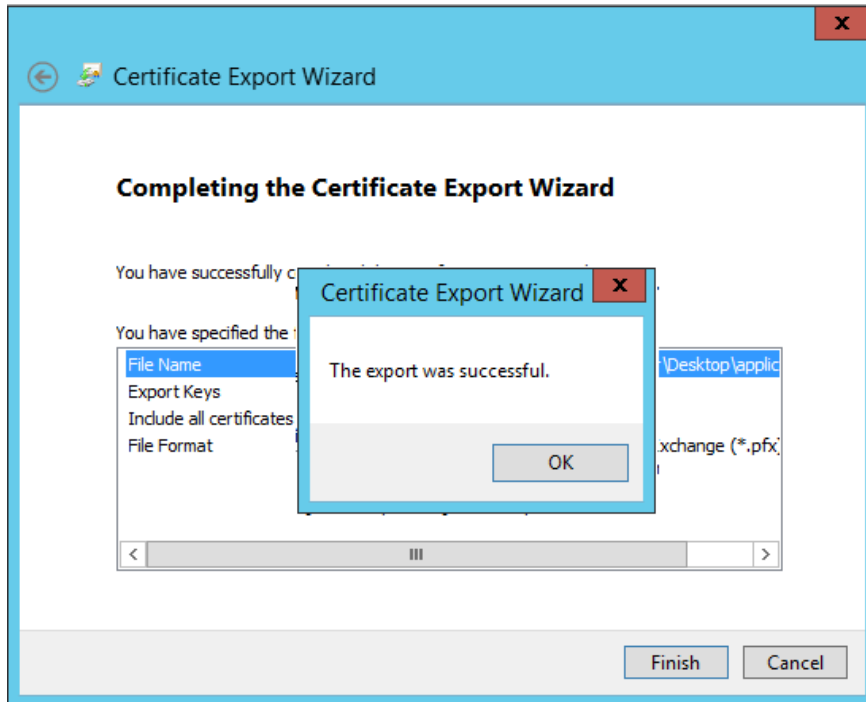 x
Certificate Export Wizard
Completing the Certificate Export Wizard
You have successfully
Certificate Export Wizard x
You have specified the
The export was successful.
File Name \Desktop\applic
Export Keys
Include all certificates
File Format xchange (*.pfx)
OK
Finish Cancel